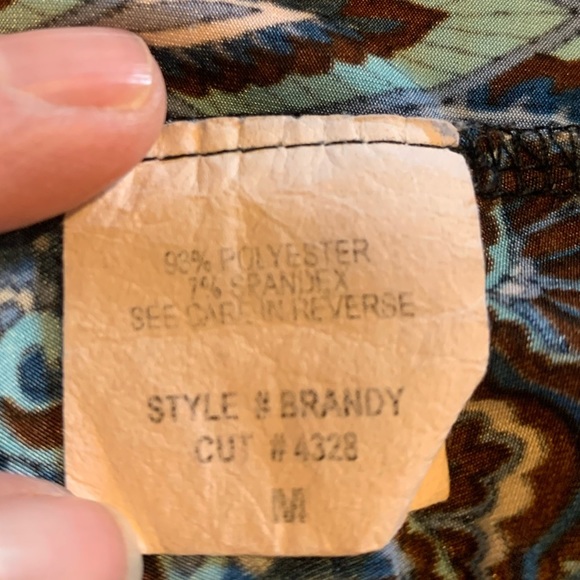 93% POLYESTER
7% SPANDEX
SEE CARE IN REVERSE
STYLE # BRANDY
CUT # 4328
M